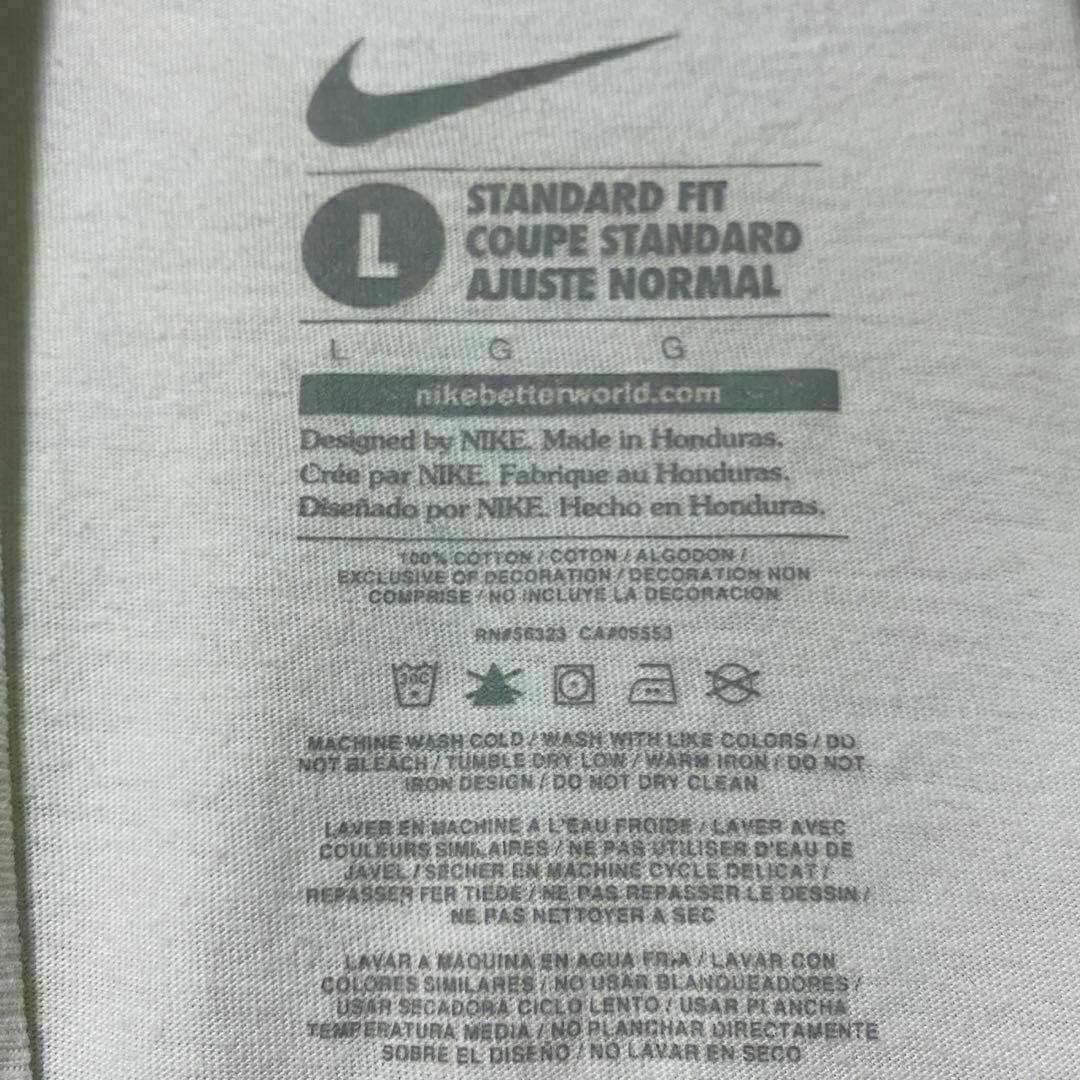 L
STANDARD FIT
COUPE STANDARD
AJUSTE NORMAL
L G G
nikebetterworld.com
Designed by NIKE. Made in Honduras.
Crée par NIKE. Fabrique au Honduras.
Diseñado por NIKE. Hecho en Honduras.
100% COTTON / COTON / ALGODON /
EXCLUSIVE OF DECORATION / DECORATION NON
COMPRISE / NO INCLUYE LA DECORACION
RN#56323 CA#05553
30C
MACHINE WASH COLD / WASH WITH LIKE COLORS / DO
NOT BLEACH / TUMBLE DRY LOW / WARM IRON / DO NOT
IRON DESIGN / DO NOT DRY CLEAN
LAVER EN MACHINE A L'EAU FROIDE / LAVER AVEC
COULEURS SIMILAIRES / NE PAS UTILISER D'EAU DE
JAVEL / SECHER EN MACHINE CYCLE DELICAT /
REPASSER FER TIEDE / NE PAS REPASSER LE DESSIN /
NE PAS NETTOYER A SEC
LAVAR A MAQUINA EN AGUA FRIA / LAVAR CON
COLORES SIMILARES / NO USAR BLANQUEADORES /
USAR SECADORA CICLO LENTO / USAR PLANCHA
TEMPERATURA MEDIA / NO PLANCHAR DIRECTAMENTE
SOBRE EL DISEÑO / NO LAVAR EN SECO